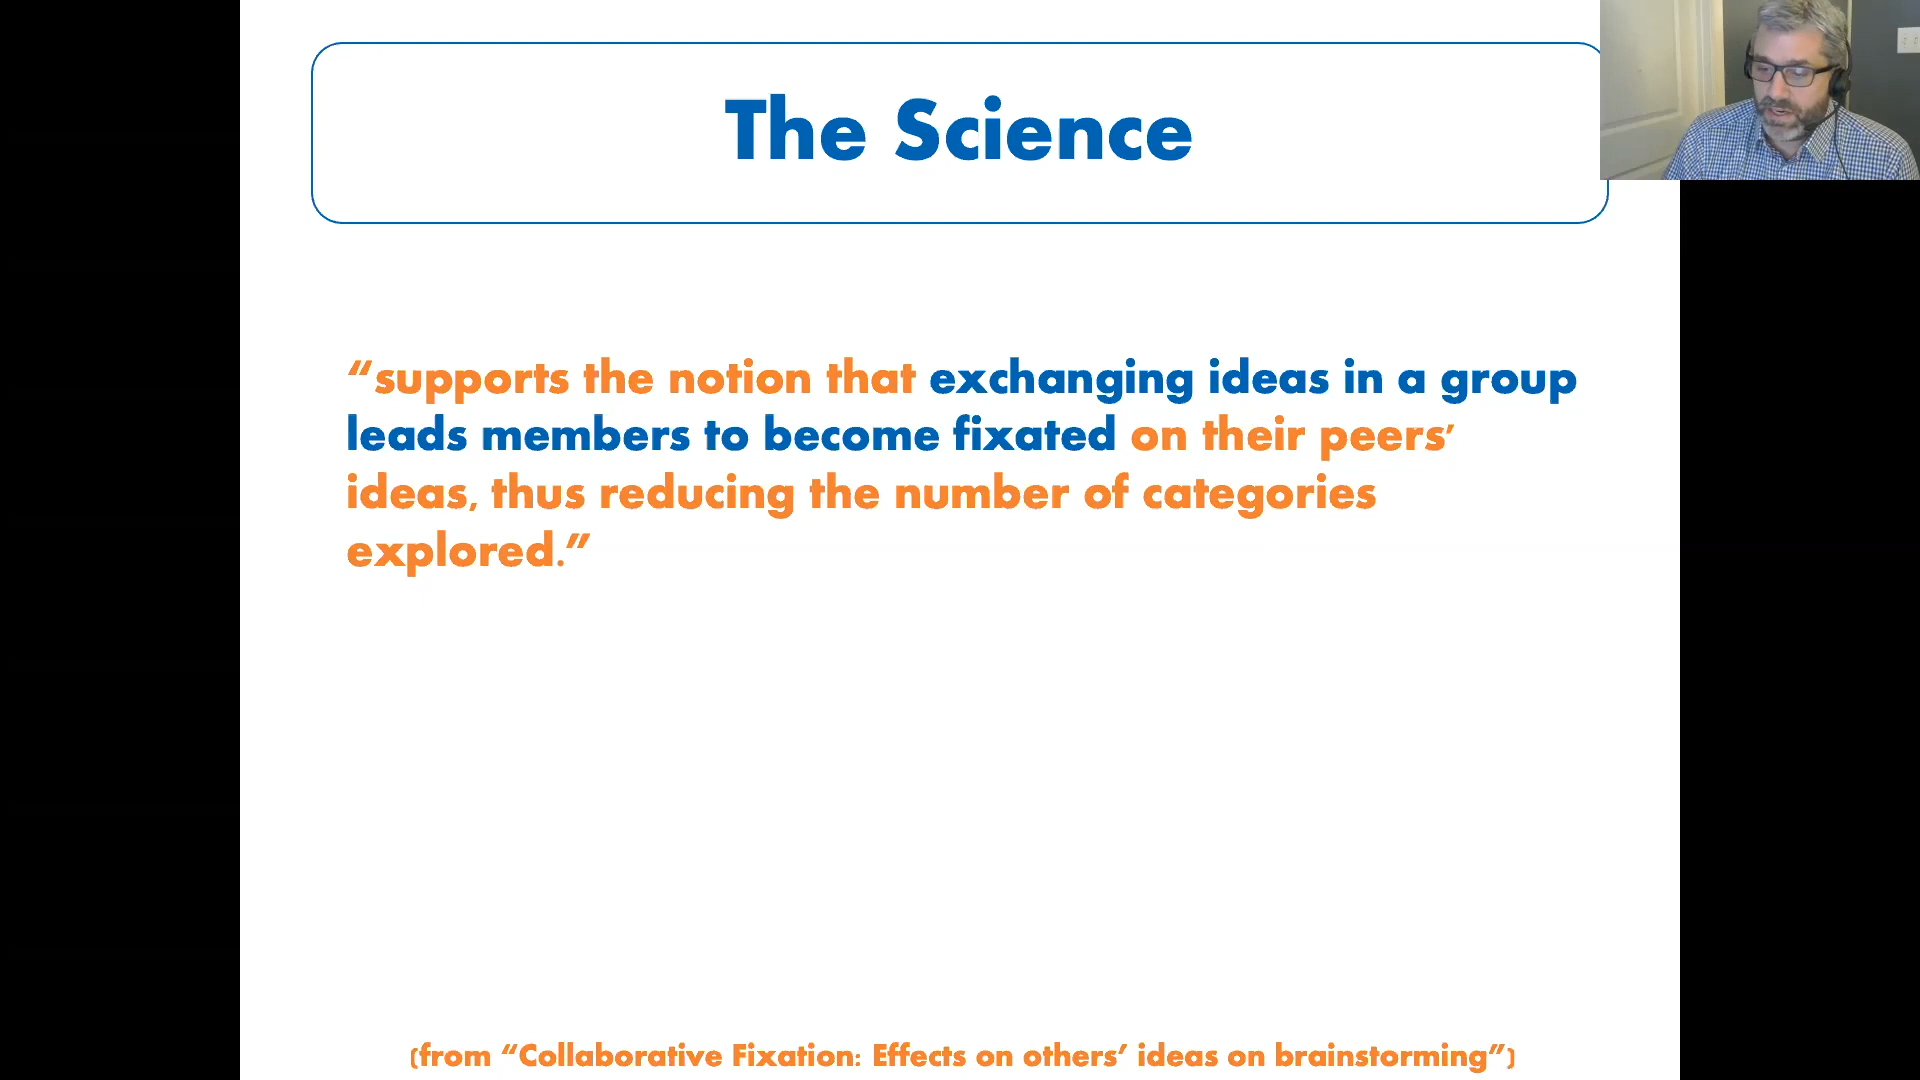 The Science
“supports the notion that exchanging ideas in a group
leads members to become fixated on their peers’
ideas, thus reducing the number of categories
explored.”
(from “Collaborative Fixation: Effects on others’ ideas on brainstorming”)